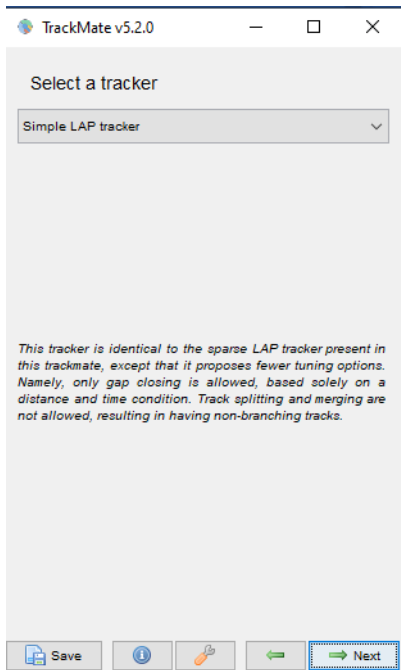 TrackMate v5.2.0
Select a tracker
Simple LAP tracker
This tracker is identical to the sparse LAP tracker present in
this trackmate, except that it proposes fewer tuning options.
Namely, only gap closing is allowed, based solely on a
distance and time condition. Track splitting and merging are
not allowed, resulting in having non-branching tracks.
Save
Next